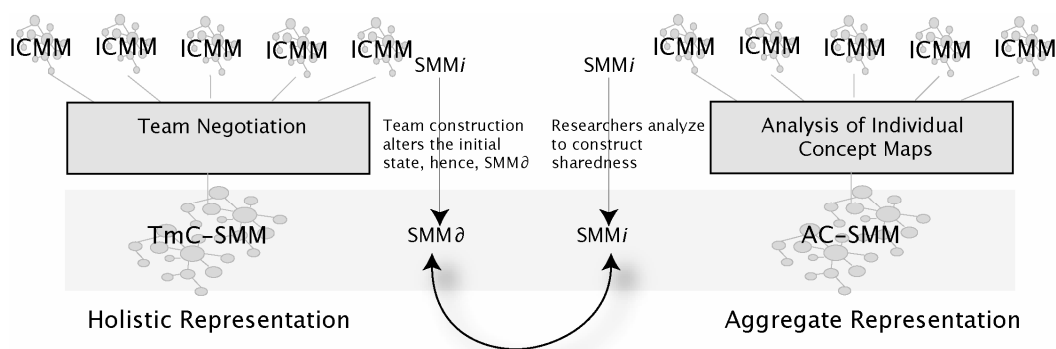 ICMM ICMM ICMM ICMM ICMM
SMMi
Team Negotiation
Team construction
alters the initial
state, hence, SMM∂
TmC-SMM
SMM∂
Holistic Representation
SMMi
ICMM ICMM ICMM ICMM ICMM
Researchers analyze
to construct
sharedness
Analysis of Individual
Concept Maps
SMMi
AC-SMM
Aggregate Representation